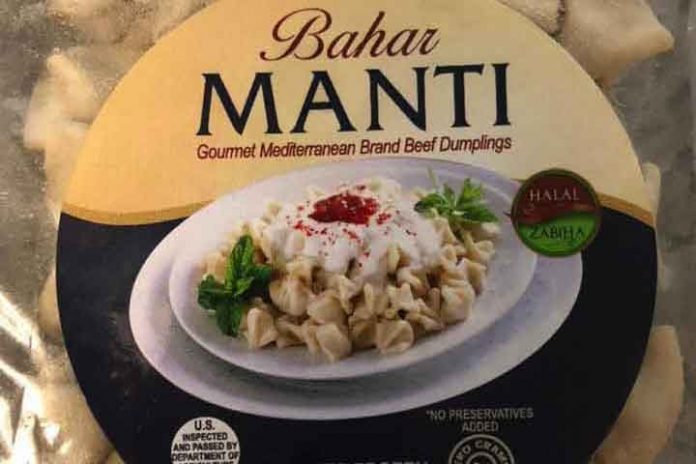 Bahar
MANTI
Gourmet Mediterranean Brand Beef Dumplings
HALAL
ZABIHA
*NO PRESERVATIVES
ADDED
U.S.
INSPECTED
AND PASSED BY
DEPARTMENT OF